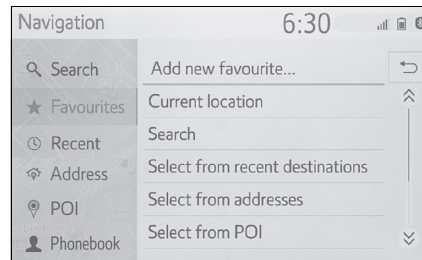 Navigation 6:30
Search
Favourites
Recent
Address
POI
Phonebook
Add new favourite...
Current location
Search
Select from recent destinations
Select from addresses
Select from POI